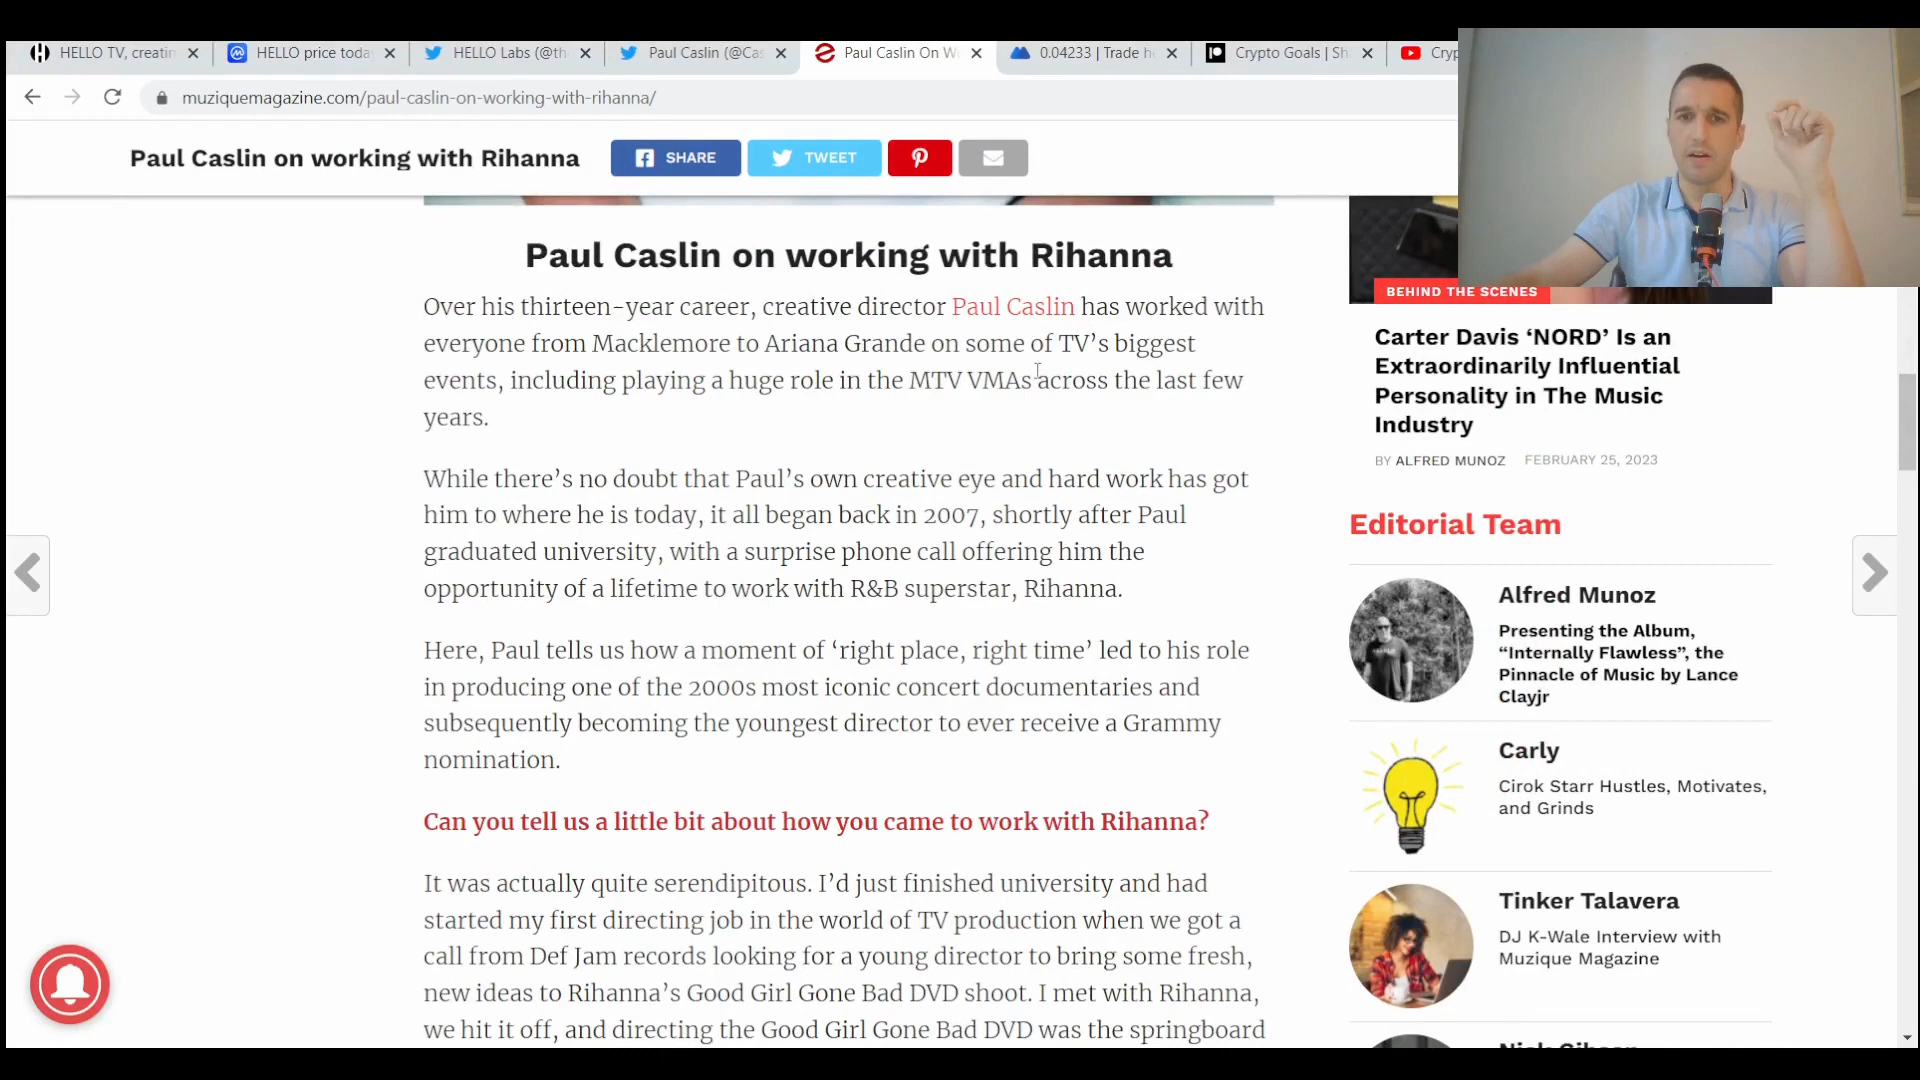 HELLO TV, creatin
HELLO price toda
HELLO Labs (@th
Paul Caslin (@Cas
Paul Caslin On W
0.04233 | Trade h
Crypto Goals | Sh
Cryp
muziquemagazine.com/paul-caslin-on-working-with-rihanna/
Paul Caslin on working with Rihanna
SHARE
TWEET
Paul Caslin on working with Rihanna
Over his thirteen-year career, creative director Paul Caslin has worked with
everyone from Macklemore to Ariana Grande on some of TV’s biggest
events, including playing a huge role in the MTV VMAs across the last few
years.
While there’s no doubt that Paul’s own creative eye and hard work has got
him to where he is today, it all began back in 2007, shortly after Paul
graduated university, with a surprise phone call offering him the
opportunity of a lifetime to work with R&B superstar, Rihanna.
Here, Paul tells us how a moment of ‘right place, right time’ led to his role
in producing one of the 2000s most iconic concert documentaries and
subsequently becoming the youngest director to ever receive a Grammy
nomination.
Can you tell us a little bit about how you came to work with Rihanna?
It was actually quite serendipitous. I’d just finished university and had
started my first directing job in the world of TV production when we got a
call from Def Jam records looking for a young director to bring some fresh,
new ideas to Rihanna’s Good Girl Gone Bad DVD shoot. I met with Rihanna,
we hit it off, and directing the Good Girl Gone Bad DVD was the springboard
BEHIND THE SCENES
Carter Davis ‘NORD’ Is an
Extraordinarily Influential
Personality in The Music
Industry
BY ALFRED MUNOZ FEBRUARY 25, 2023
Editorial Team
Alfred Munoz
Presenting the Album,
“Internally Flawless”, the
Pinnacle of Music by Lance
Clayjr
Carly
Cirok Starr Hustles, Motivates,
and Grinds
Tinker Talavera
DJ K-Wale Interview with
Muzique Magazine